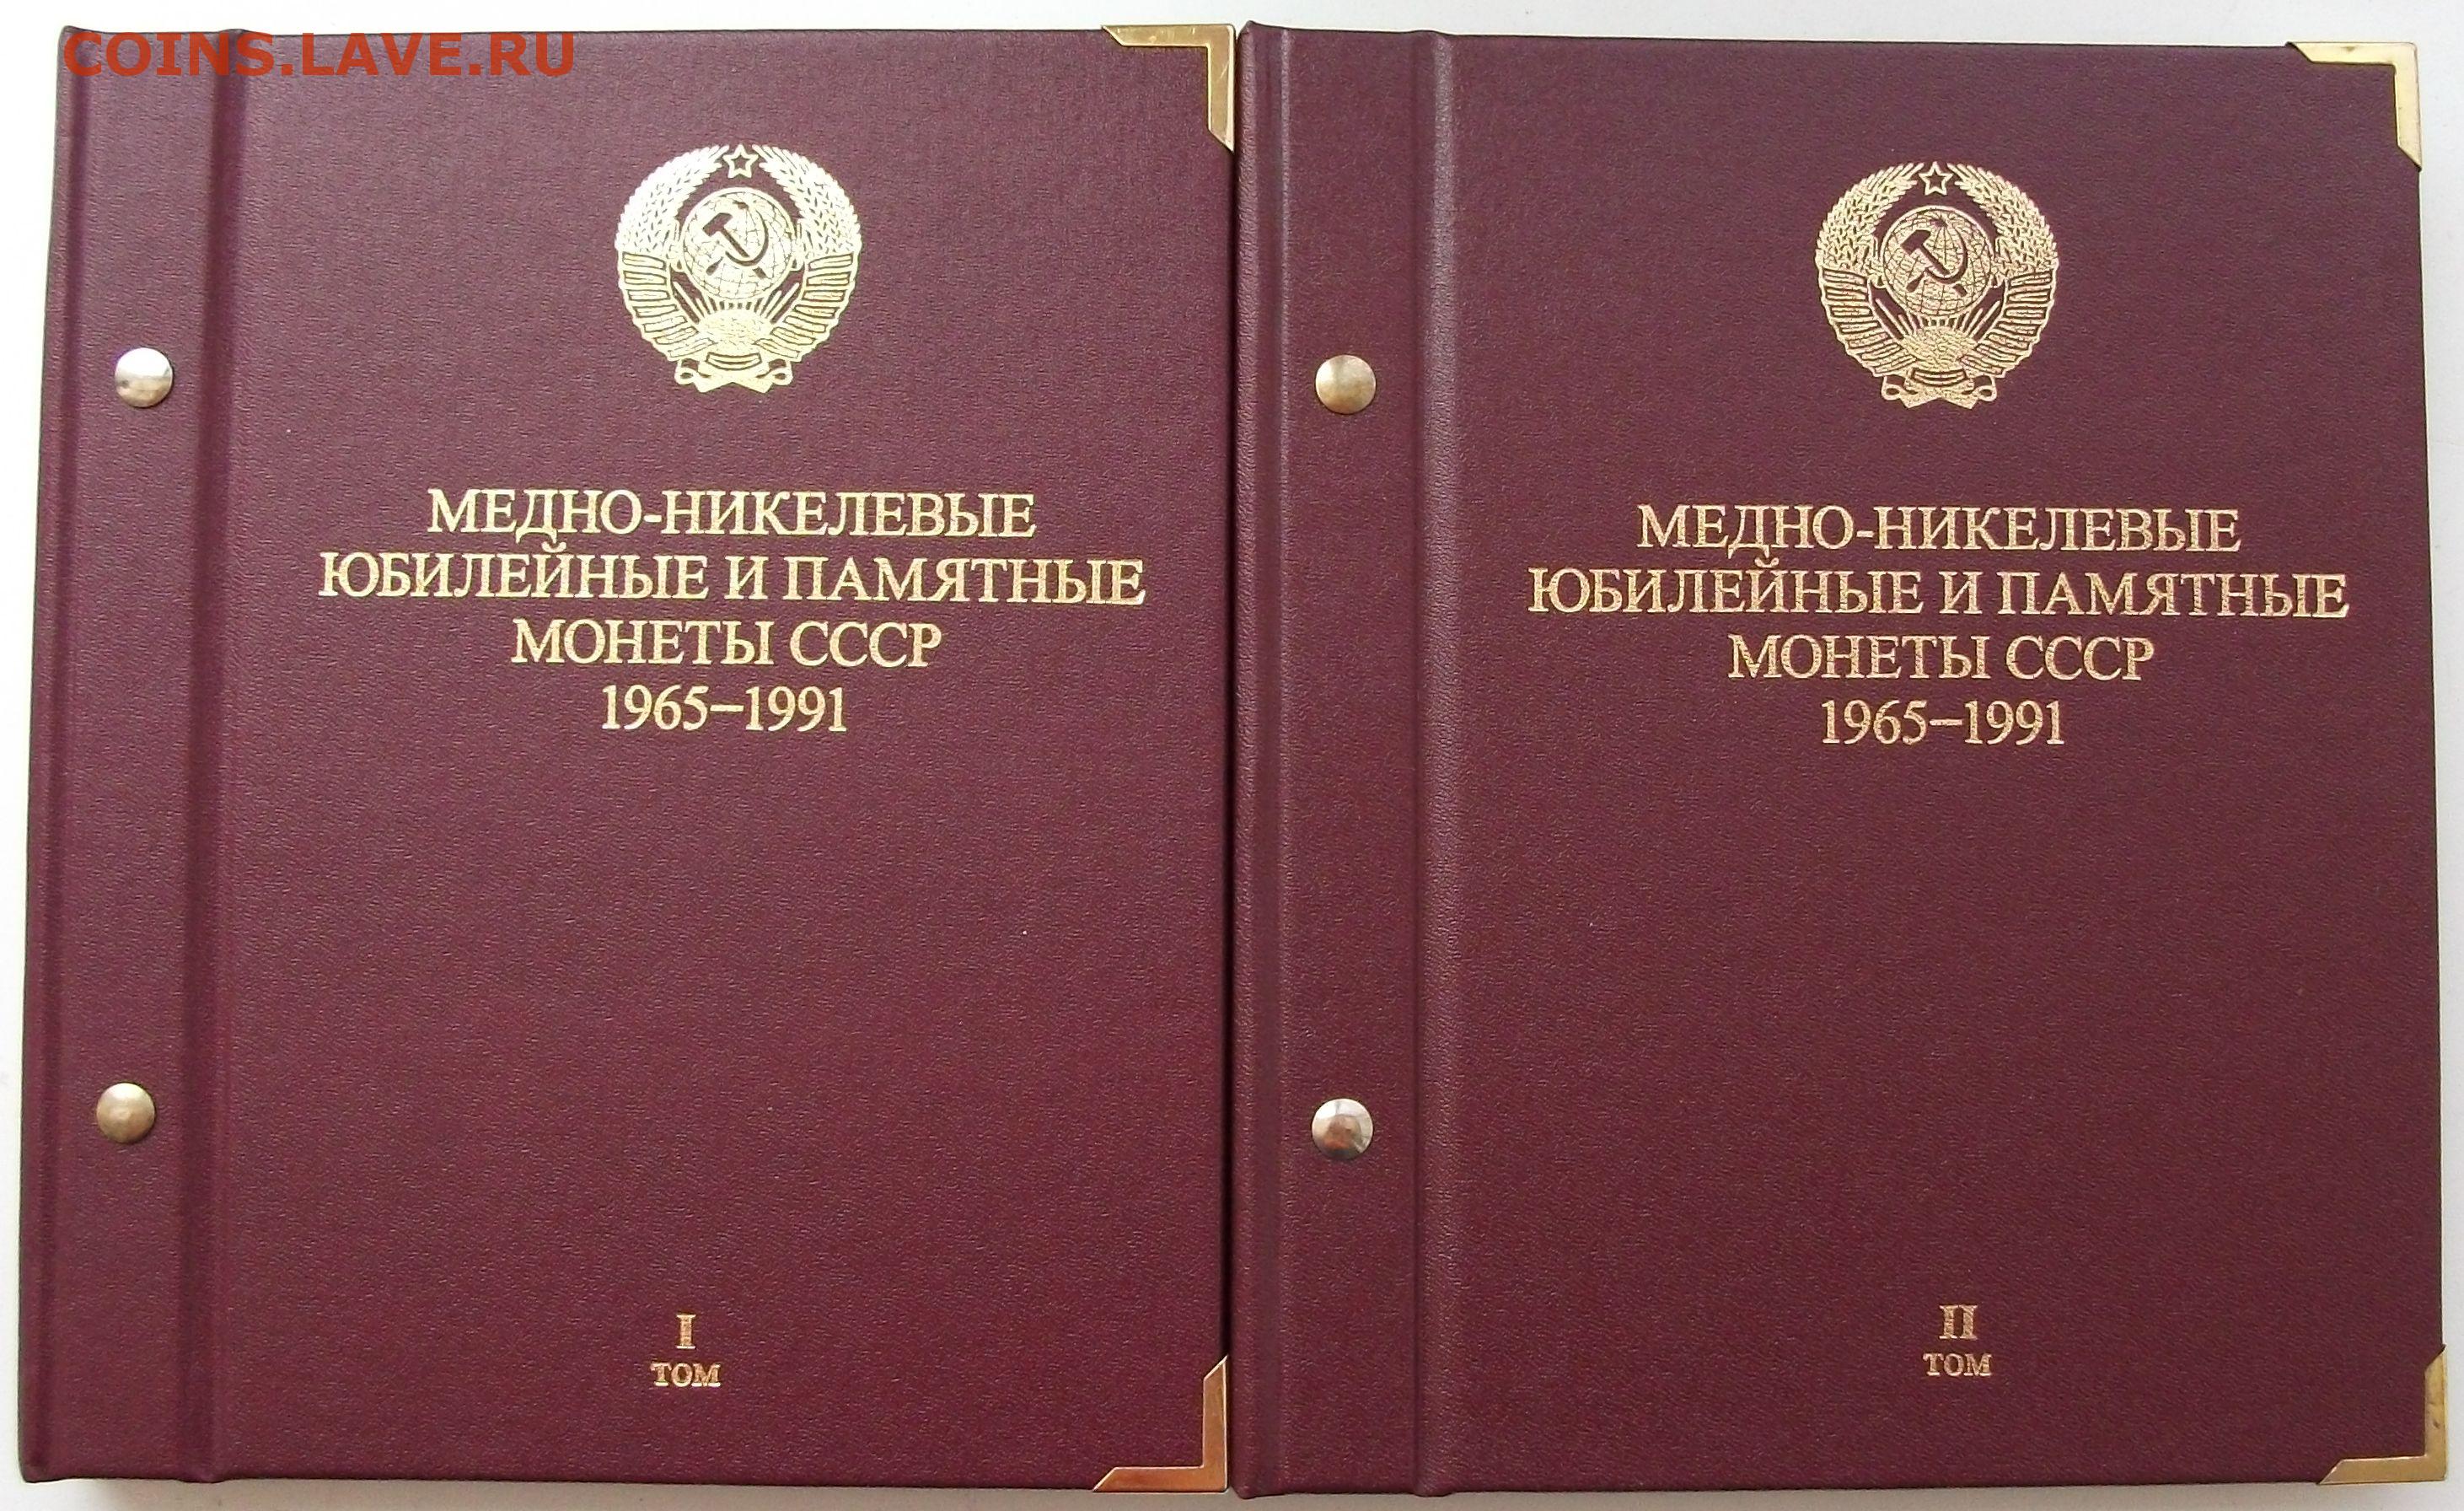 COINS.LAVE.RU
МЕДНО-НИКЕЛЕВЫЕ
ЮБИЛЕЙНЫЕ И ПАМЯТНЫЕ
МОНЕТЫ СССР
1965–1991
I
ТОМ
МЕДНО-НИКЕЛЕВЫЕ
ЮБИЛЕЙНЫЕ И ПАМЯТНЫЕ
МОНЕТЫ СССР
1965–1991
II
ТОМ